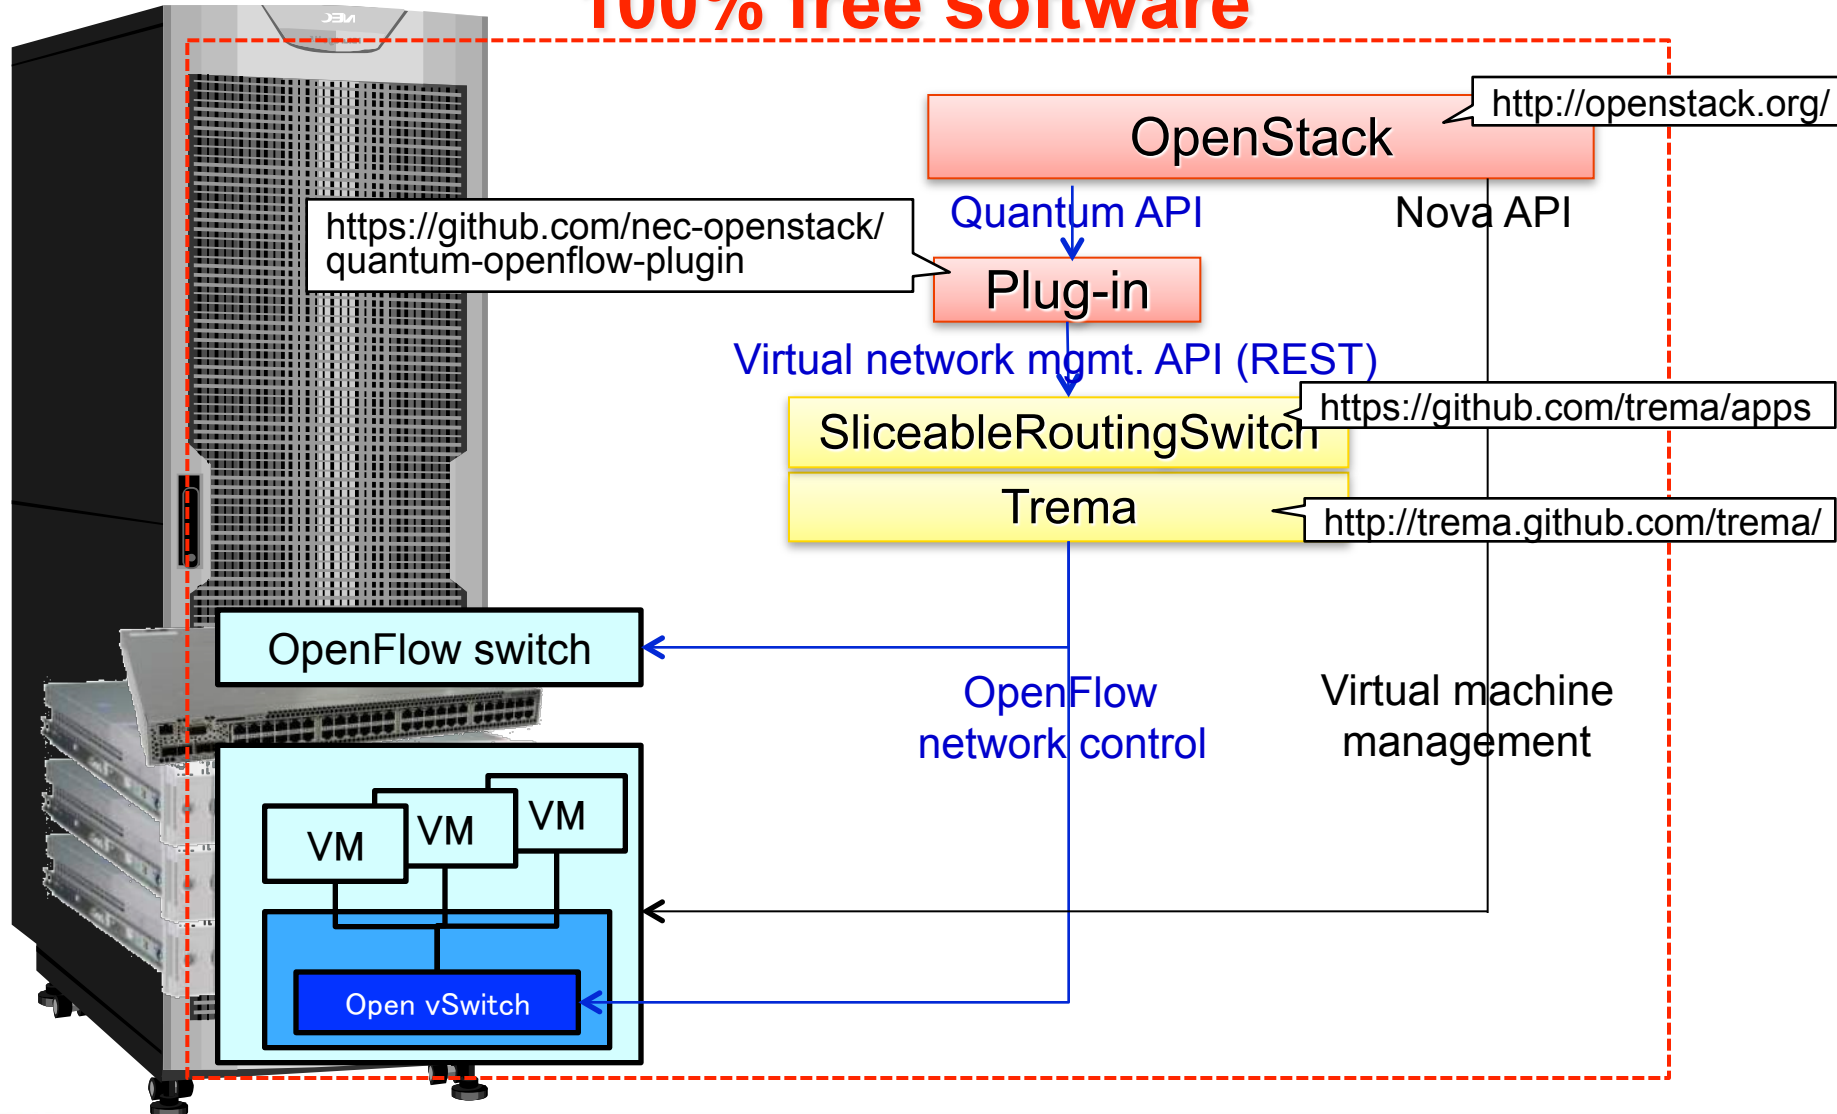 100% free software
NEC
OpenStack
http://openstack.org/
Quantum API
Nova API
https://github.com/nec-openstack/
quantum-openflow-plugin
Plug-in
Virtual network mgmt. API (REST)
SliceableRoutingSwitch
https://github.com/trema/apps
Trema
http://trema.github.com/trema/
OpenFlow switch
OpenFlow
network control
Virtual machine
management
VM
VM
VM
Open vSwitch